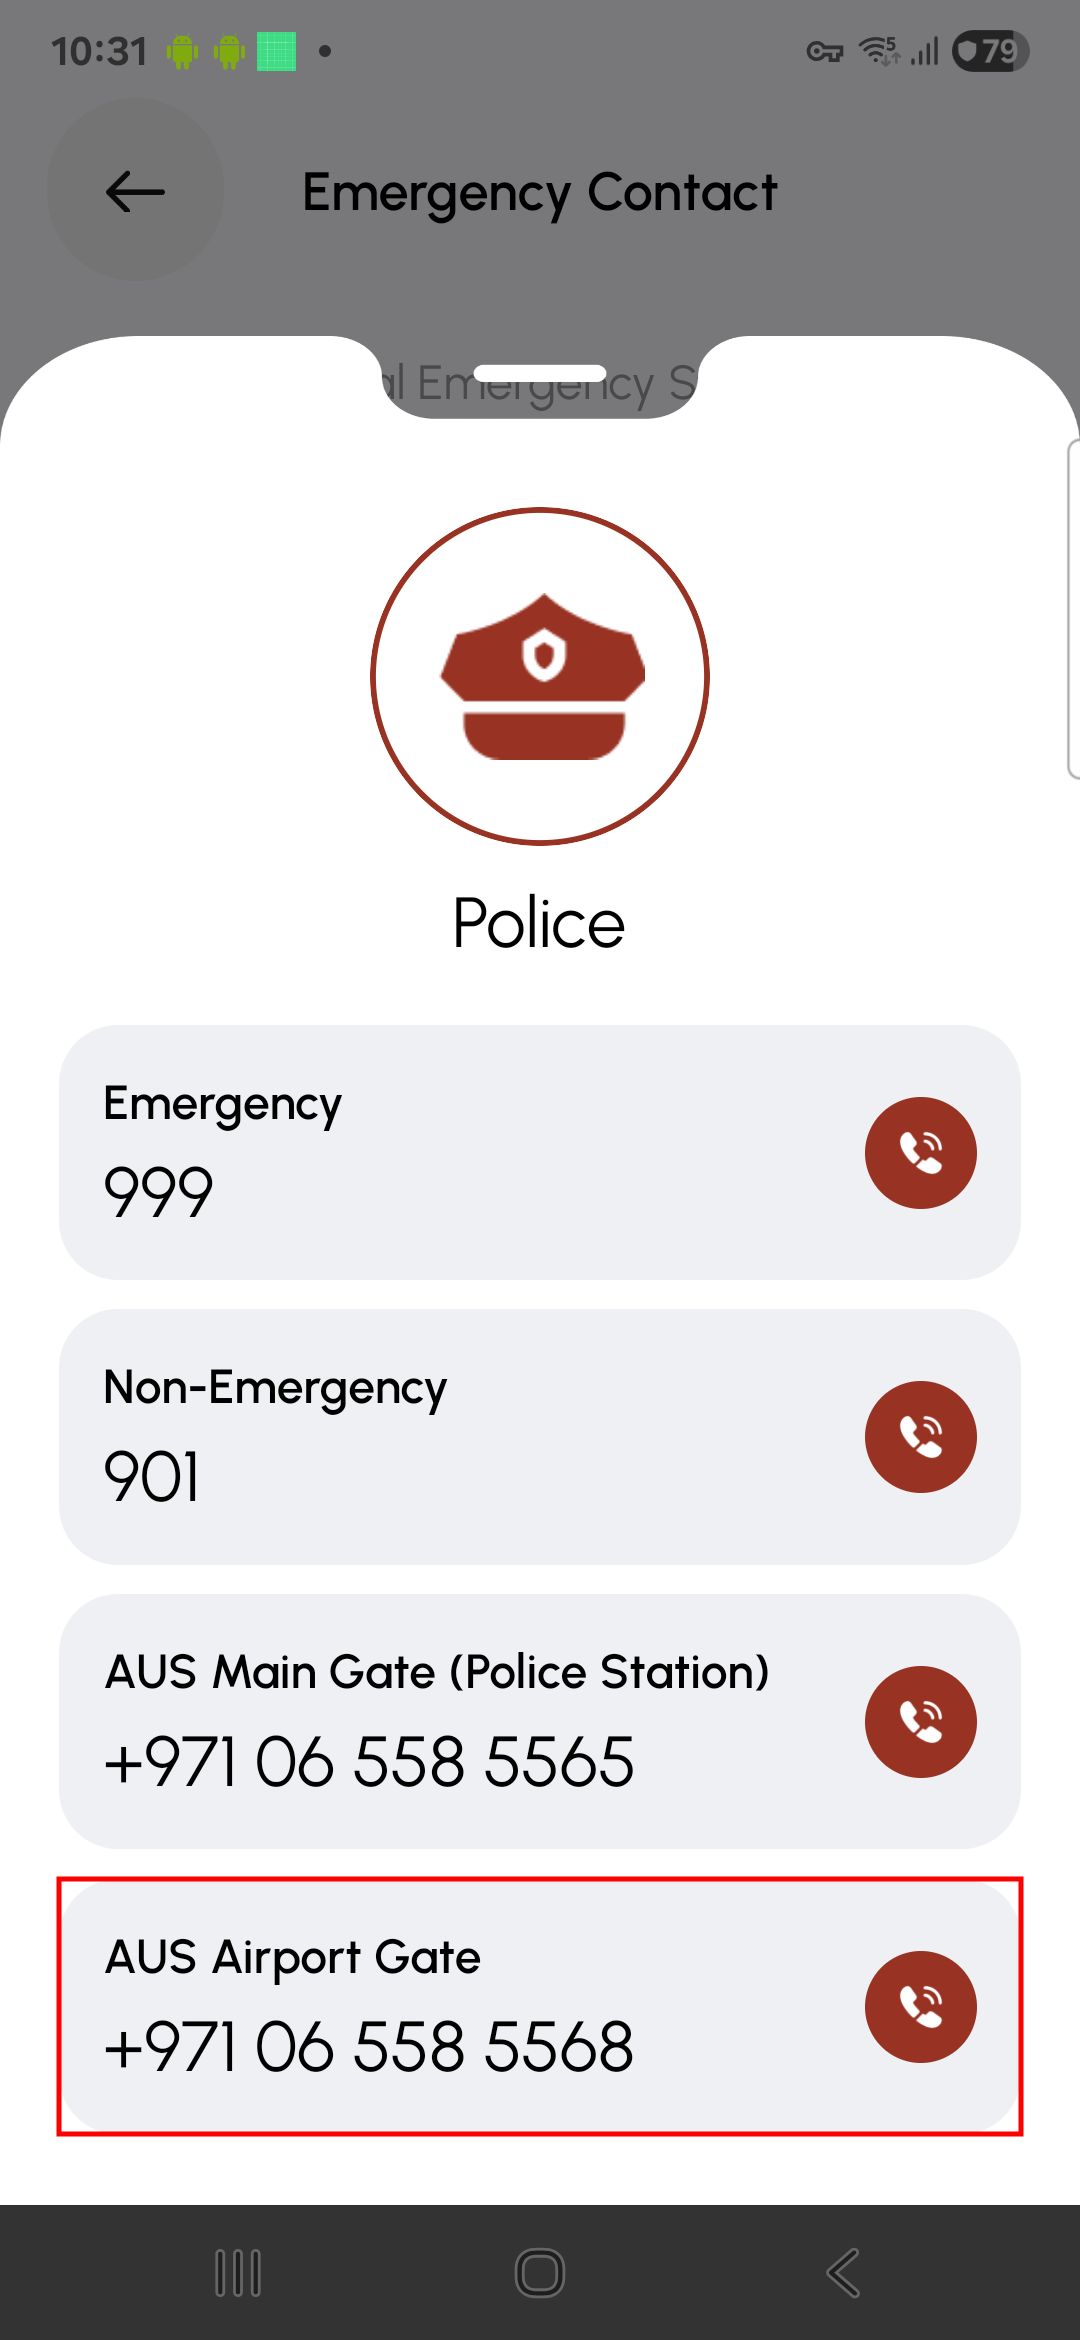 10:31
5
79
Emergency Contact
al Emergency S
Police
Emergency
999
Non-Emergency
901
AUS Main Gate (Police Station)
+971 06 558 5565
AUS Airport Gate
+971 06 558 5568